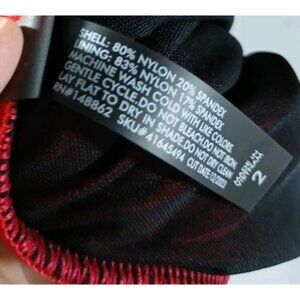 SHELL: 80% NYLON 20% SPANDEX
LINING: 83% NYLON, 17% SPANDEX
MACHINE WASH COLD WITH LIKE COLORS.
GENTLE CYCLE.DO NOT BLEACH.DO NOT IRON
LAY FLAT TO DRY IN SHADE.DO NOT DRY CLEAN
RN#148862 SKU# 41645494 CUT DATE:12/2023
2